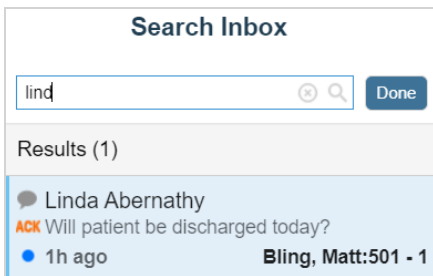 Search Inbox
lind
Done
Results (1)
Linda Abernathy
ACK Will patient be discharged today?
1h ago Bling, Matt:501 - 1